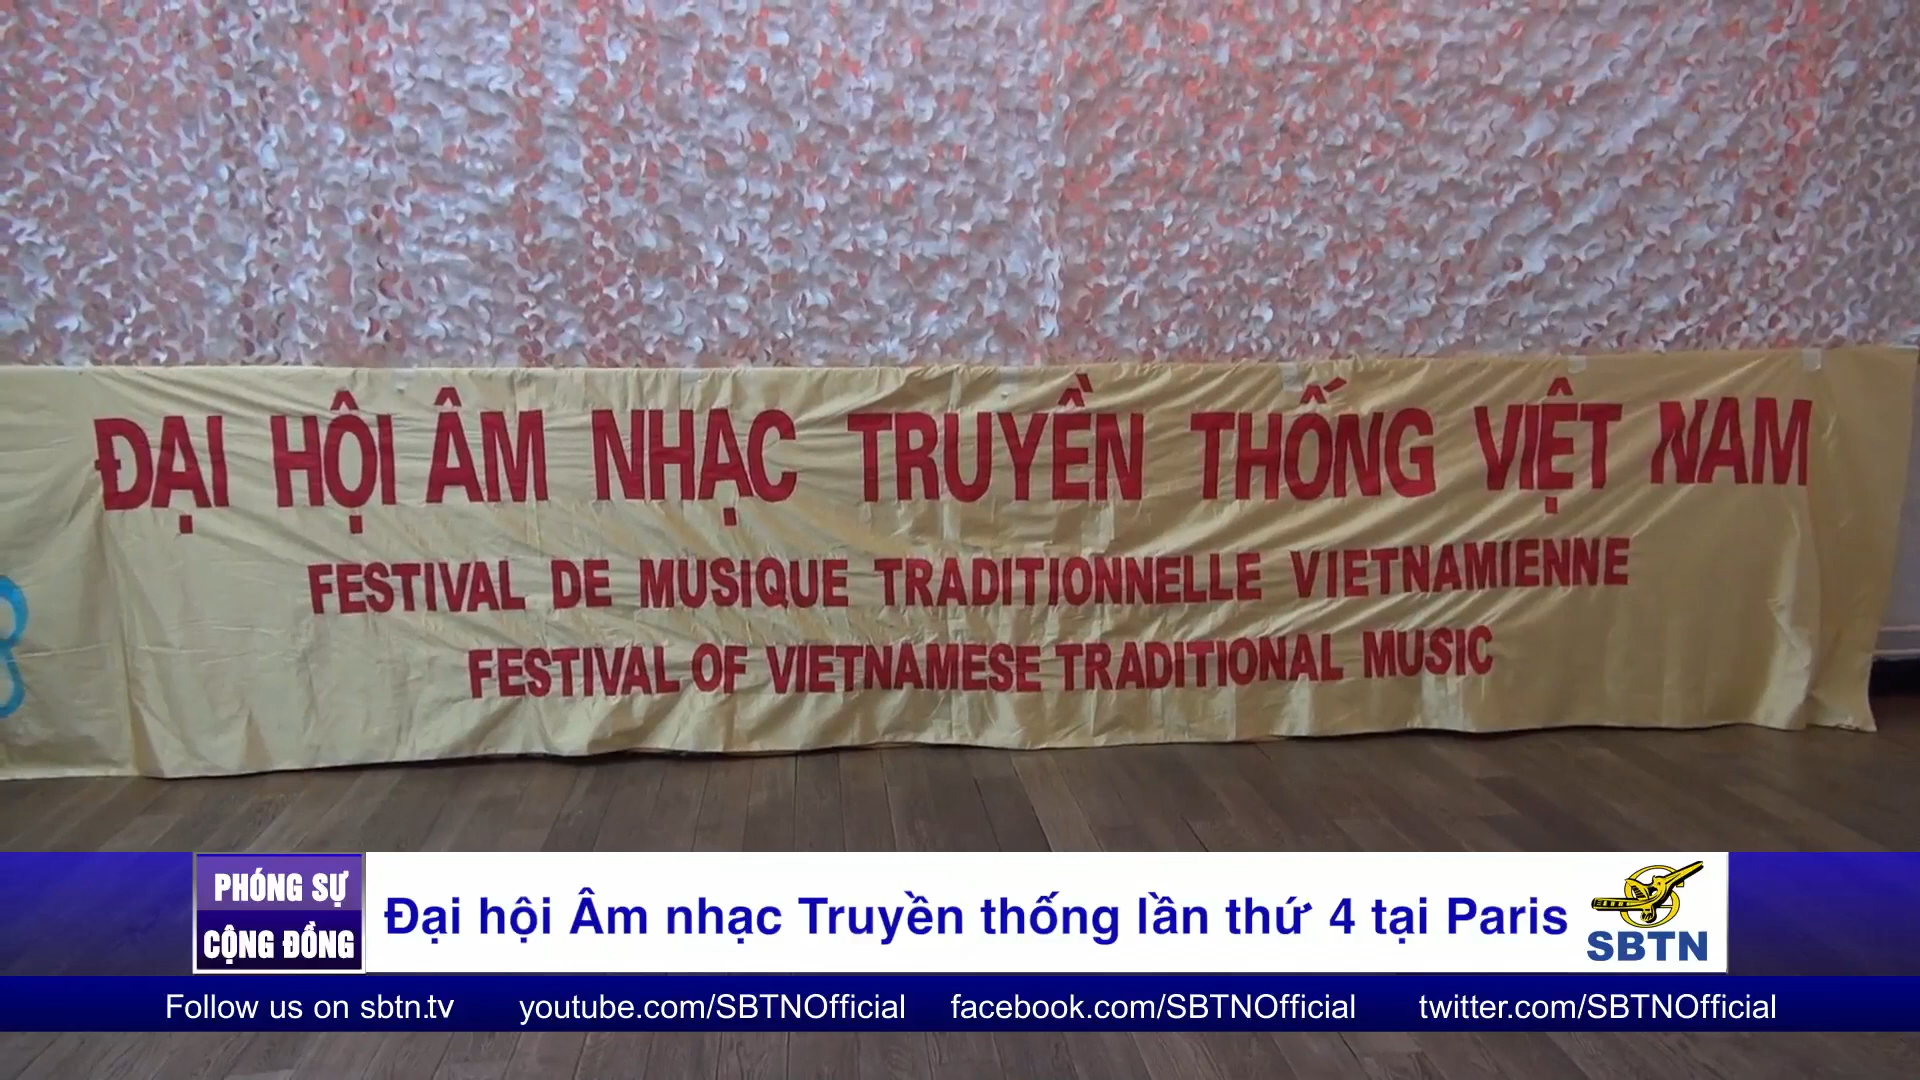 ĐẠI HỘI ÂM NHẠC TRUYỀN THỐNG VIỆT NAM
FESTIVAL DE MUSIQUE TRADITIONNELLE VIETNAMIENNE
FESTIVAL OF VIETNAMESE TRADITIONAL MUSIC
PHÓNG SỰ
CỘNG ĐỒNG
Đại hội Âm nhạc Truyền thống lần thứ 4 tại Paris
SBTN
Follow us on sbtn.tv youtube.com/SBTNOfficial facebook.com/SBTNOfficial twitter.com/SBTNOfficial